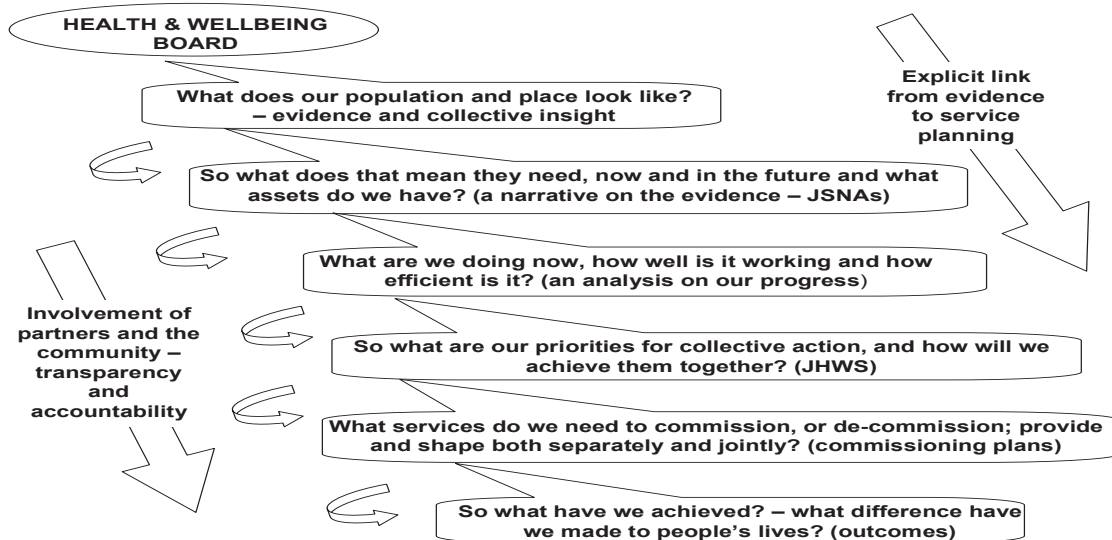 HEALTH & WELLBEING
BOARD
What does our population and place look like?
– evidence and collective insight
Explicit link
from evidence
to service
planning
So what does that mean they need, now and in the future and what
assets do we have? (a narrative on the evidence – JSNAs)
What are we doing now, how well is it working and how
efficient is it? (an analysis on our progress)
Involvement of
partners and the
community –
transparency
and
accountability
So what are our priorities for collective action, and how will we
achieve them together? (JHWS)
What services do we need to commission, or de-commission; provide
and shape both separately and jointly? (commissioning plans)
So what have we achieved? – what difference have
we made to people’s lives? (outcomes)